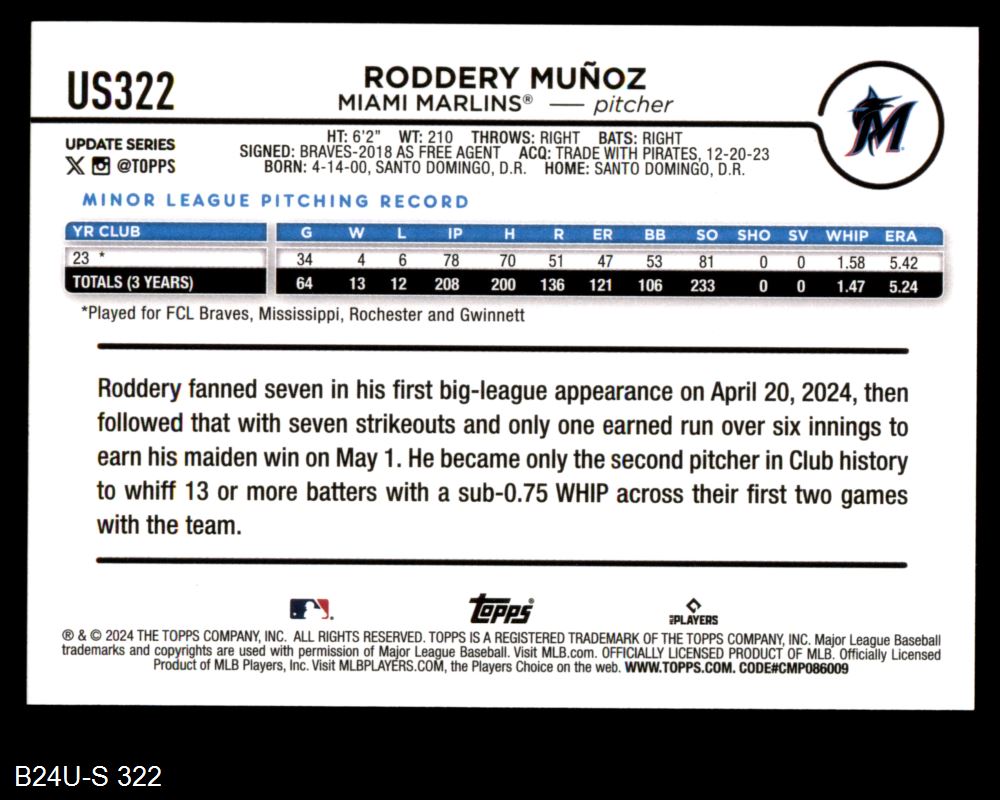 US322
RODDERY MUÑOZ
MIAMI MARLINS® — pitcher
M
UPDATE SERIES
@TOPPS
HT: 6'2" WT: 210 THROWS: RIGHT BATS: RIGHT
SIGNED: BRAVES-2018 AS FREE AGENT ACQ: TRADE WITH PIRATES, 12-20-23
BORN: 4-14-00, SANTO DOMINGO, D.R. HOME: SANTO DOMINGO, D.R.
MINOR LEAGUE PITCHING RECORD
YR CLUB G W L IP H R ER BB SO SHO SV WHIP ERA
23 * 34 4 6 78 70 51 47 53 81 0 0 1.58 5.42
TOTALS (3 YEARS) 64 13 12 208 200 136 121 106 233 0 0 1.47 5.24
*Played for FCL Braves, Mississippi, Rochester and Gwinnett
Roddery fanned seven in his first big-league appearance on April 20, 2024, then
followed that with seven strikeouts and only one earned run over six innings to
earn his maiden win on May 1. He became only the second pitcher in Club history
to whiff 13 or more batters with a sub-0.75 WHIP across their first two games
with the team.
Topps®
PLAYERS
® & © 2024 THE TOPPS COMPANY, INC. ALL RIGHTS RESERVED. TOPPS IS A REGISTERED TRADEMARK OF THE TOPPS COMPANY, INC. Major League Baseball
trademarks and copyrights are used with permission of Major League Baseball. Visit MLB.com. OFFICIALLY LICENSED PRODUCT OF MLB. Officially Licensed
Product of MLB Players, Inc. Visit MLBPLAYERS.COM, the Players Choice on the web. WWW.TOPPS.COM. CODE#CMP086009
B24U-S 322